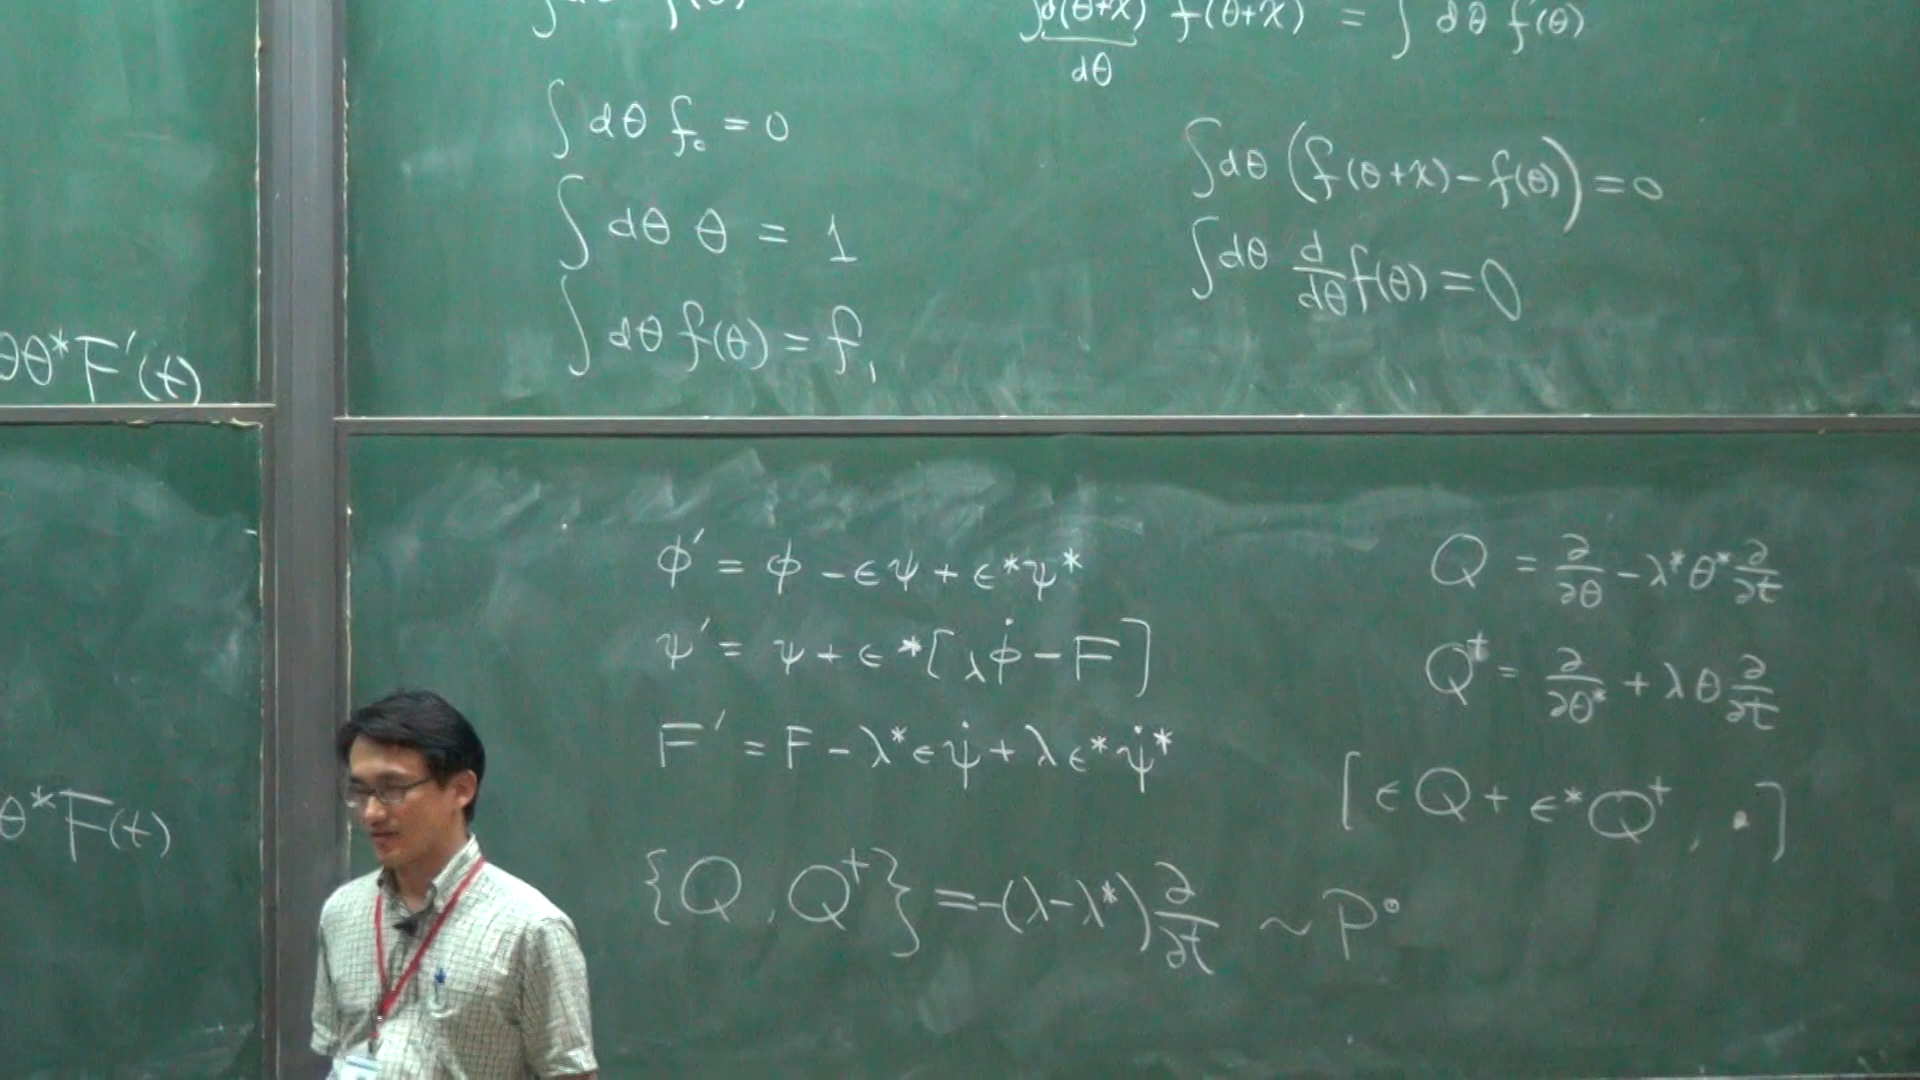 ∫d(θ+χ) f(θ+χ) = ∫ dθ f(θ)
dθ
∫ dθ f₀ = 0
∫ dθ θ = 1
∫ dθ f(θ) = f₁
∫dθ (f(θ+χ) − f(θ)) = 0
∫dθ d/dθ f(θ) = 0
θθ*F′(t)
θ*F(t)
ϕ′ = ϕ − ϵψ + ϵ*ψ*
ψ′ = ψ + ϵ*[λϕ̇ − F]
F′ = F − λ*ϵψ̇ + λϵ*ψ̇*
{Q, Q†} = −(λ−λ*) ∂/∂t ~ P⁰
Q = ∂/∂θ − λ*θ* ∂/∂t
Q† = ∂/∂θ* + λθ ∂/∂t
[ϵQ + ϵ*Q†, •]